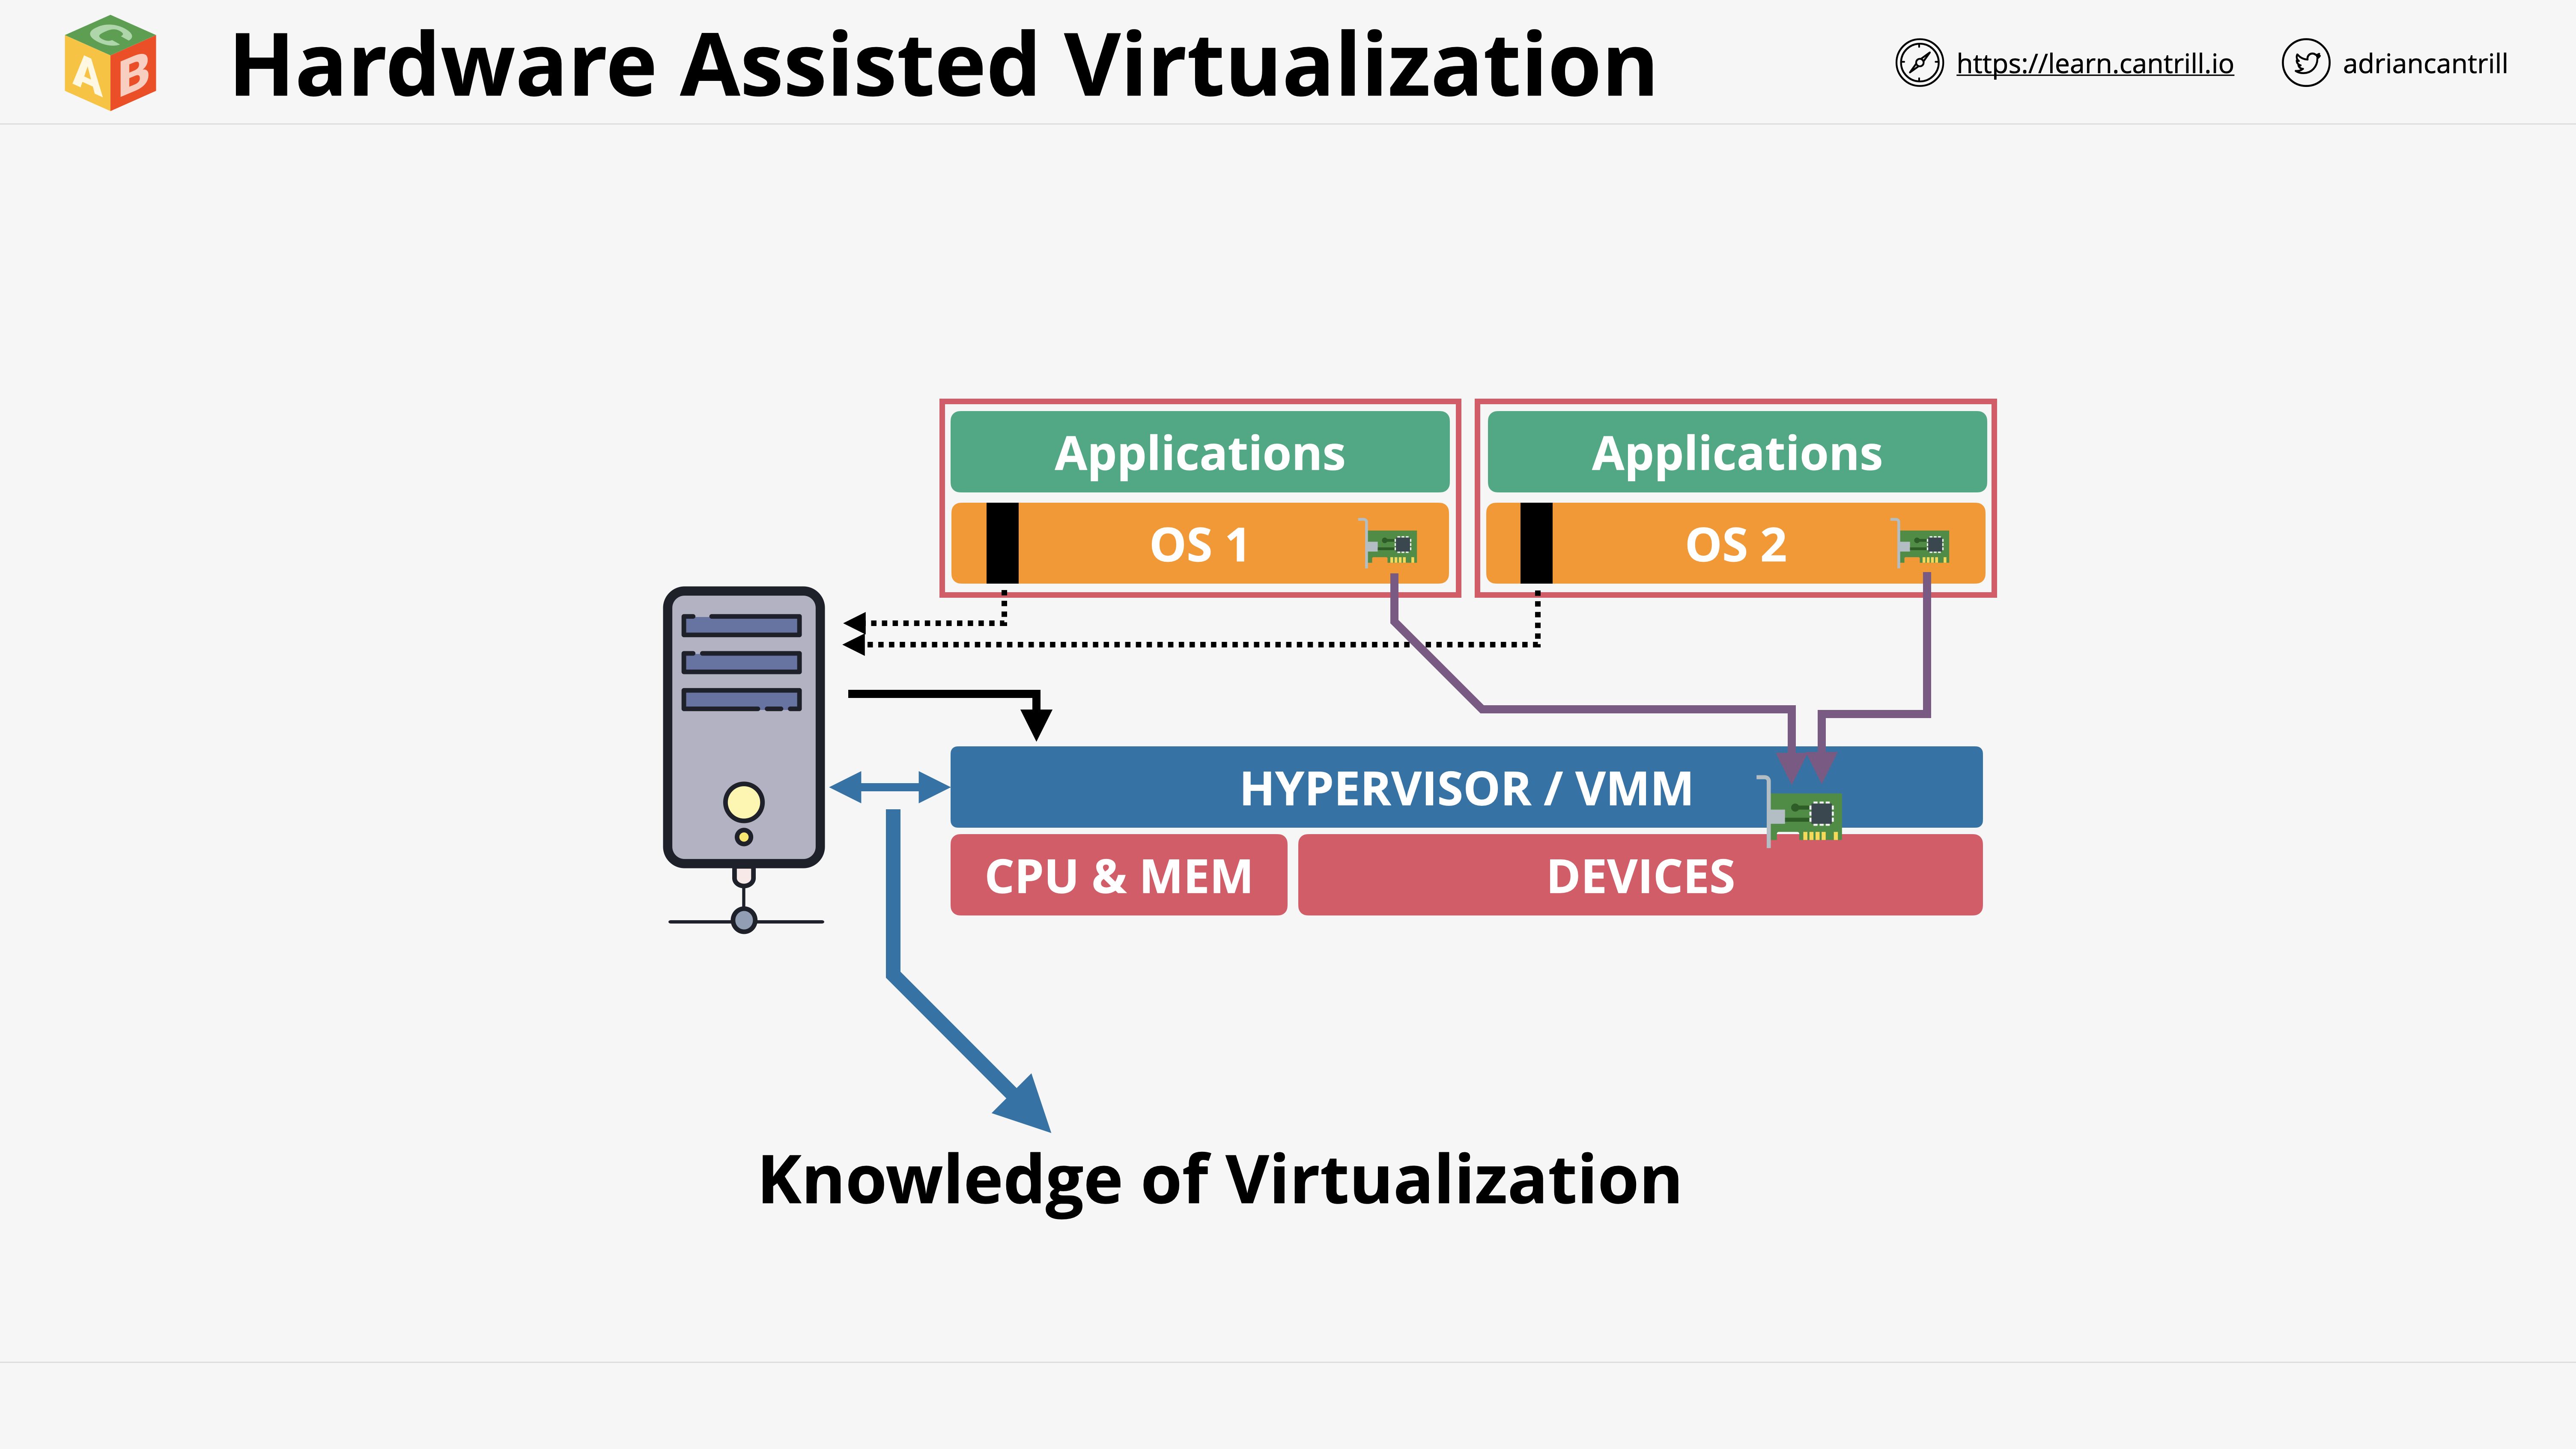 C
A B
Hardware Assisted Virtualization
https://learn.cantrill.io
adriancantrill
Applications
Applications
OS 1
OS 2
HYPERVISOR / VMM
CPU & MEM
DEVICES
Knowledge of Virtualization